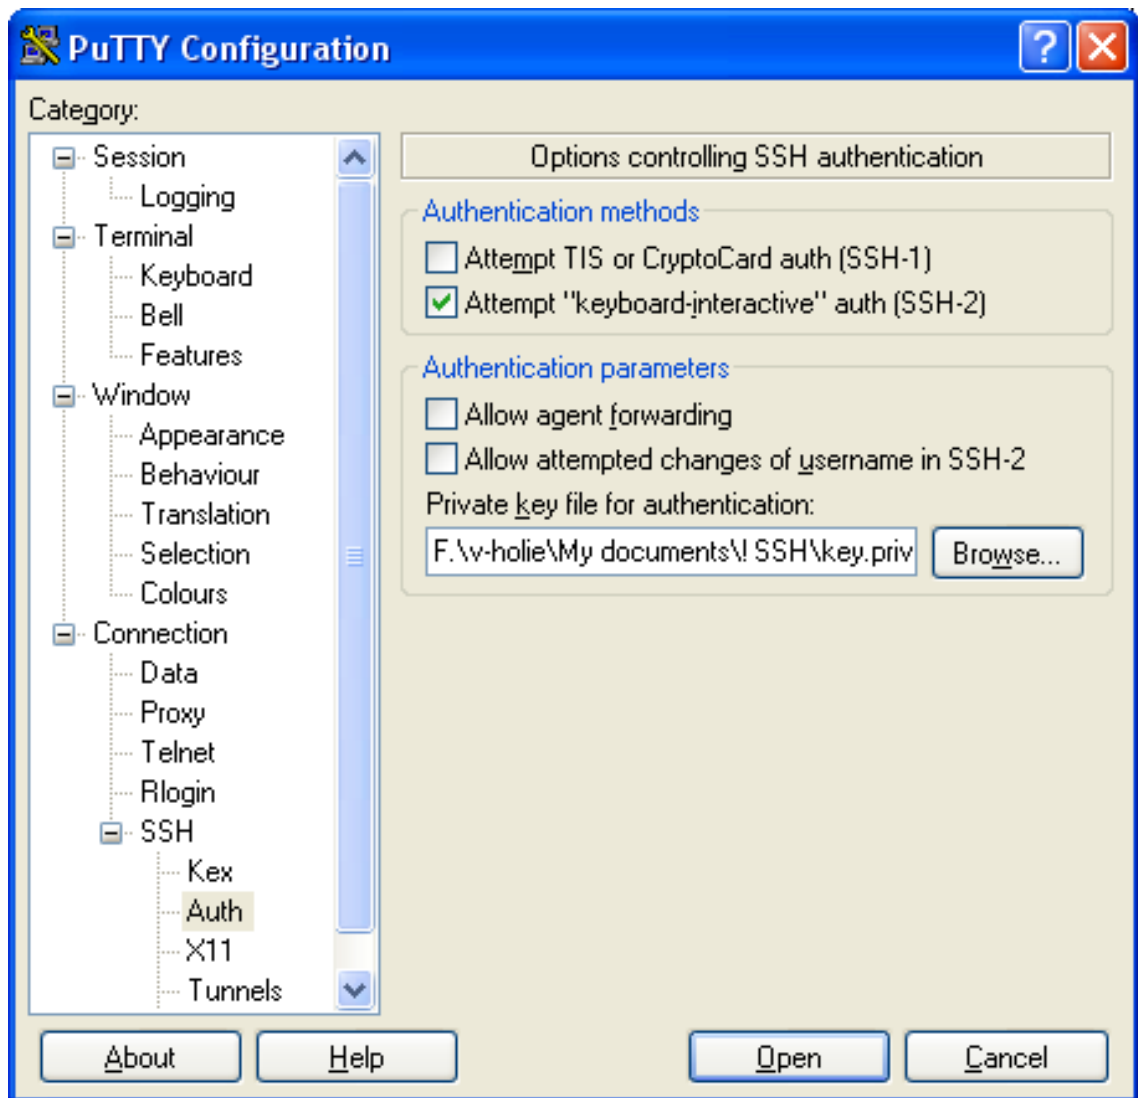 PuTTY Configuration
Category:
Session
Logging
Terminal
Keyboard
Bell
Features
Window
Appearance
Behaviour
Translation
Selection
Colours
Connection
Data
Proxy
Telnet
Rlogin
SSH
Kex
Auth
X11
Tunnels
Options controlling SSH authentication
Authentication methods
Attempt TIS or CryptoCard auth (SSH-1)
Attempt "keyboard-interactive" auth (SSH-2)
Authentication parameters
Allow agent forwarding
Allow attempted changes of username in SSH-2
Private key file for authentication:
F:\v-holie\My documents\! SSH\key.priv
Browse...
About
Help
Open
Cancel